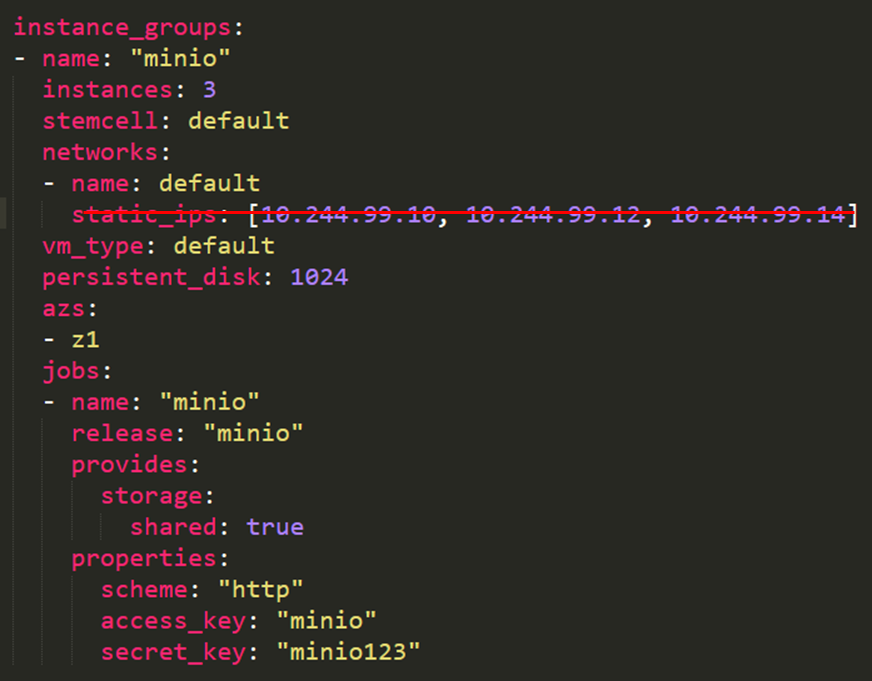 instance_groups:
- name: "minio"
instances: 3
stemcell: default
networks:
- name: default
static_ips: [10.244.99.10, 10.244.99.12, 10.244.99.14]
vm_type: default
persistent_disk: 1024
azs:
- z1
jobs:
- name: "minio"
release: "minio"
provides:
storage:
shared: true
properties:
scheme: "http"
access_key: "minio"
secret_key: "minio123"